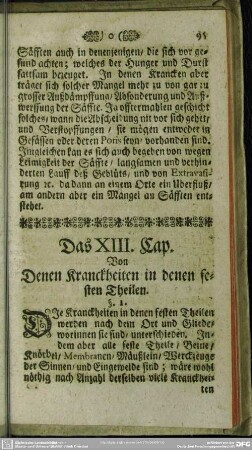 o 95
Säfften auch in denenjenigen, die sich vor ge-
sund achten; welches der Hunger und Durst
sattsam bezeuget. In denen Krancken aber
träget sich solcher Mangel mehr zu von gar zu
grosser Ausdämpffung, Absonderung und Auß-
werffung der Säffte. Ja offtermahlen geschicht
solches, wann die Abscheidung nit vor sich gehet,
und Verstopffungen, sie mögen entweder in
Gefässen oder deren Poris seyn, vorhanden sind.
Imgleichen kan es sich auch begeben von wegen
Leimigkeit der Säffte, langsamen und verhin-
derten Lauff deß Geblüts, und von Extravasi-
rung ꝛc. da dann an einem Orte ein Uberfluß,
am andern aber ein Mangel an Säfften ent-
stehet.
Das XIII. Cap.
Von
Denen Kranckheiten in denen fe-
sten Theilen.
§. 1.
Die Kranckheiten in denen festen Theilen
werden nach dem Ort und Gliede,
worinnen sie sind, unterschieden. In-
dem aber alle feste Theile, Beine,
Knörbel, Membranen, Mäußlein, Werckzeuge
der Sinnen, und Eingeweide sind; wäre wohl
nöthig nach Anzahl derselben viele Kranckhei-
ten